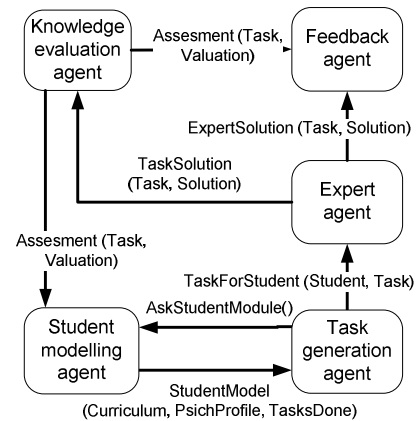 Knowledge
evaluation
agent
Assesment (Task,
Valuation)
Feedback
agent
ExpertSolution (Task, Solution)
TaskSolution
(Task, Solution)
Expert
agent
Assesment (Task,
Valuation)
TaskForStudent (Student, Task)
AskStudentModule()
Student
modelling
agent
Task
generation
agent
StudentModel
(Curriculum, PsichProfile, TasksDone)